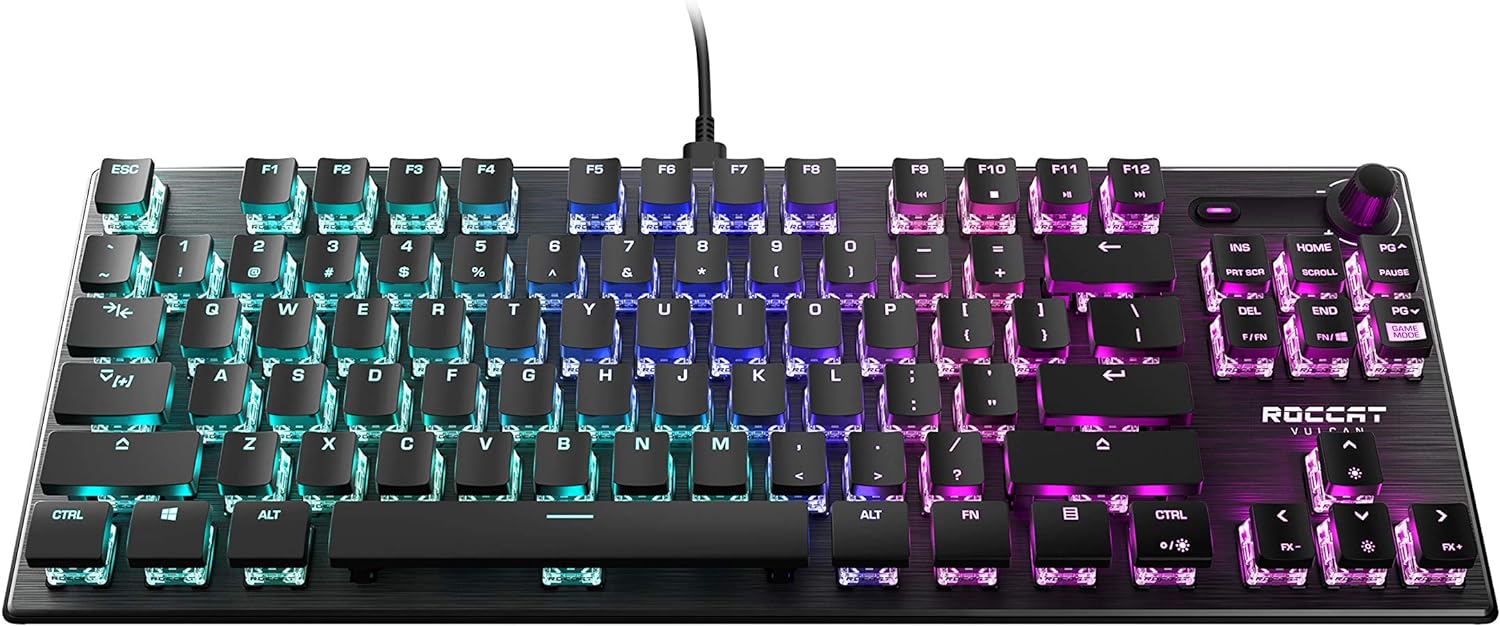 ESC F1 F2 F3 F4 F5 F6 F7 F8 F9 F10 F11 F12
` 1 2 3 4 5 6 7 8 9 0 — = ← INS HOME PG^
~ ! @ # $ % ^ & * ( ) _ + PRT SCR SCROLL PAUSE
Q W E R T Y U I O P [ ] \ DEL END PG⌄
{ } | F/FN FN/ GAME MODE
[+] A S D F G H J K L ; ' ↵
: "
ROCCAT
VULCAN
Z X C V B N M , . /
< > ?
CTRL ALT ALT FN CTRL < ⌄ >
FX- FX+